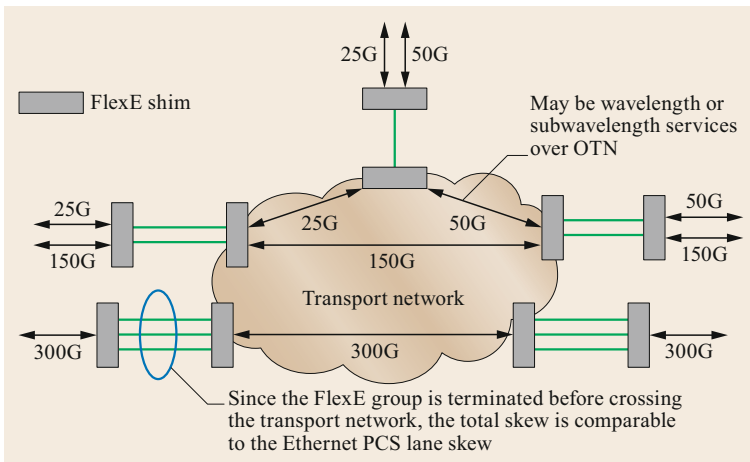 25G
50G
FlexE shim
May be wavelength or
subwavelength services
over OTN
25G
150G
25G
50G
150G
50G
150G
Transport network
300G
300G
300G
Since the FlexE group is terminated before crossing
the transport network, the total skew is comparable
to the Ethernet PCS lane skew